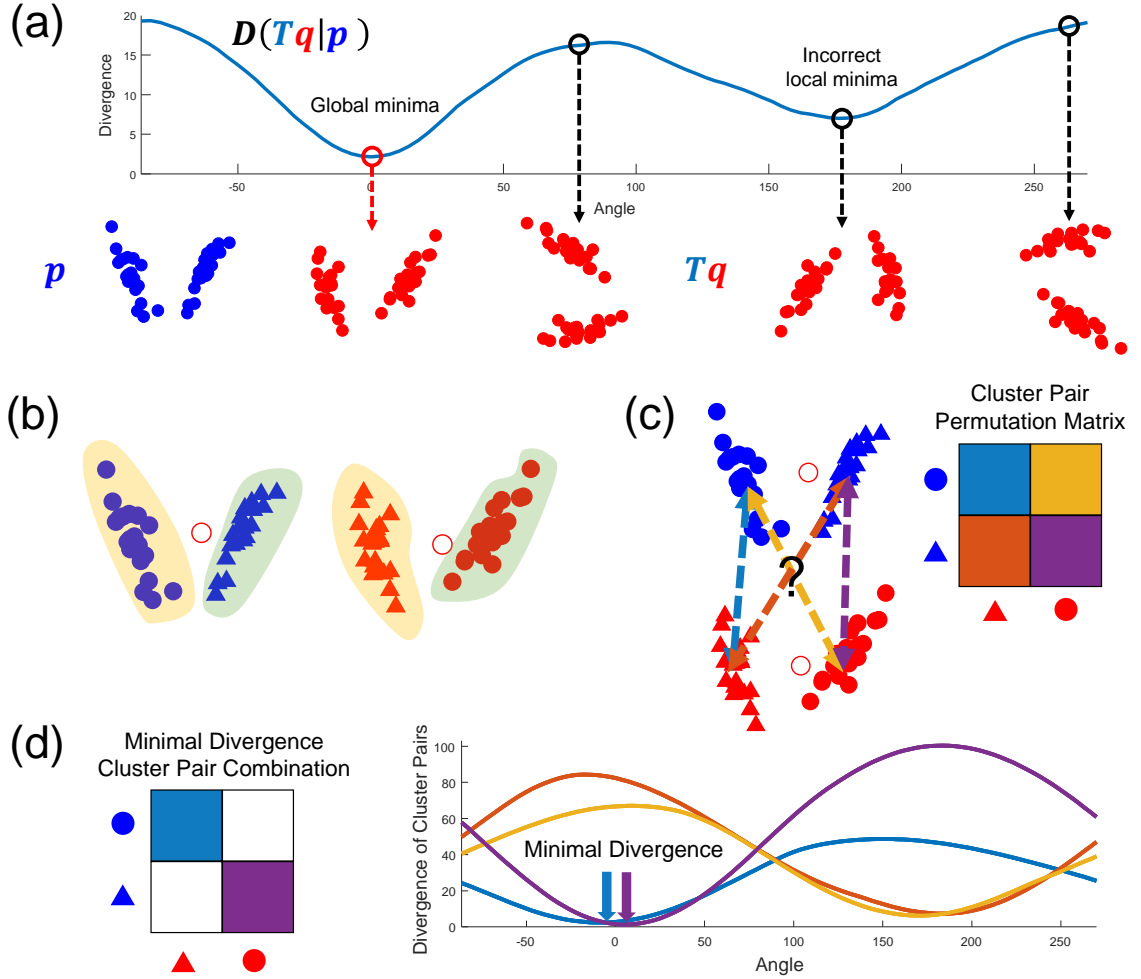 (a)
D(Tq|p)
Global minima
Incorrect
local minima
Divergence
20
15
10
5
0
-50
0
50
100
150
200
250
Angle
p
Tq
(b)
(c)
Cluster Pair
Permutation Matrix
?
(d)
Minimal Divergence
Cluster Pair Combination
Divergence of Cluster Pairs
100
80
60
40
20
0
Minimal Divergence
-50
0
50
100
150
200
250
Angle